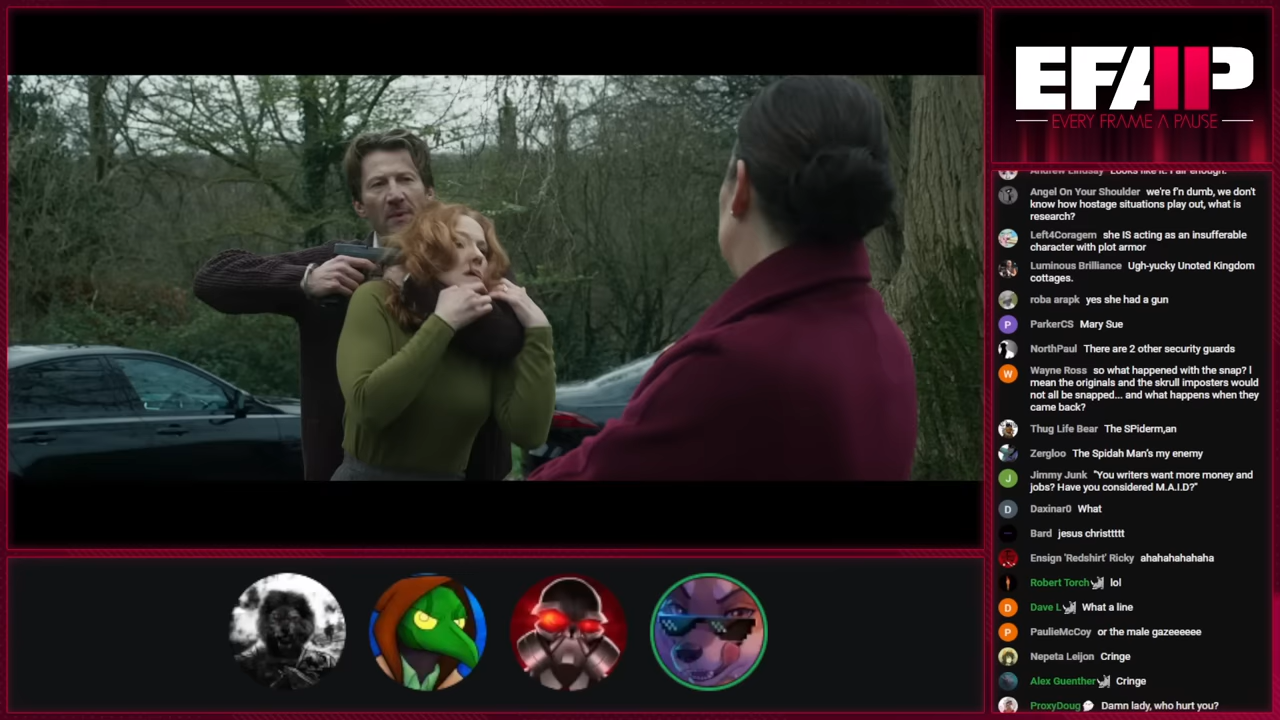 EFAP
EVERY FRAME A PAUSE
Andrew Lindsay Looks like it. Fair enough.
Angel On Your Shoulder we're f'n dumb, we don't
know how hostage situations play out, what is
research?
Left4Coragem she IS acting as an insufferable
character with plot armor
Luminous Brilliance Ugh-yucky Unoted Kingdom
cottages.
roba arapk yes she had a gun
P
ParkerCS Mary Sue
NorthPaul There are 2 other security guards
W
Wayne Ross so what happened with the snap? I
mean the originals and the skrull imposters would
not all be snapped... and what happens when they
came back?
Thug Life Bear The SPiderm,an
Zergloo The Spidah Man's my enemy
J
Jimmy Junk "You writers want more money and
jobs? Have you considered M.A.I.D?"
D
Daxinar0 What
Bard jesus christtttt
Ensign 'Redshirt' Ricky ahahahahahaha
Robert Torch lol
D
Dave L What a line
P
PaulieMcCoy or the male gazeeeeee
Nepeta Leijon Cringe
Alex Guenther Cringe
ProxyDoug Damn lady, who hurt you?